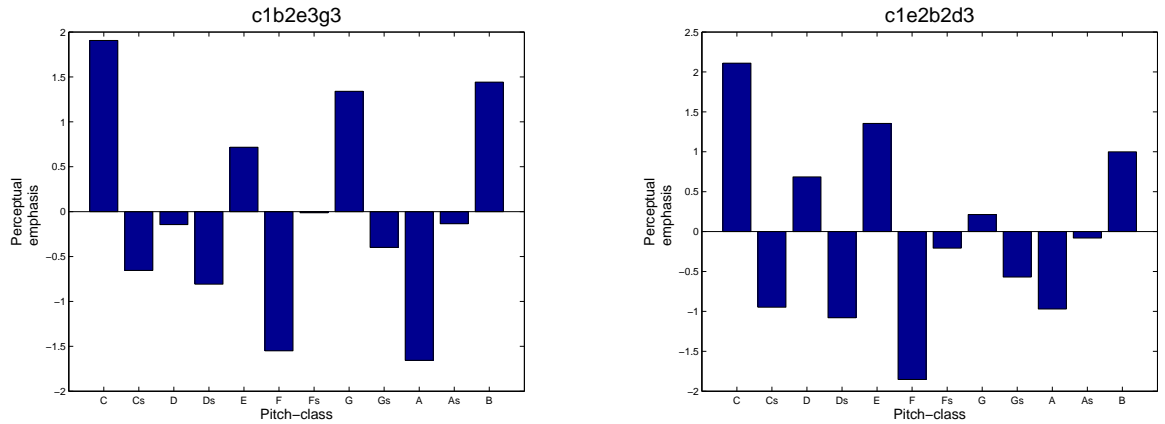 c1b2e3g3
2
1.5
1
0.5
0
−0.5
−1
−1.5
−2
Perceptual
emphasis
C Cs D Ds E F Fs G Gs A As B
Pitch−class
c1e2b2d3
2.5
2
1.5
1
0.5
0
−0.5
−1
−1.5
−2
Perceptual
emphasis
C Cs D Ds E F Fs G Gs A As B
Pitch−class